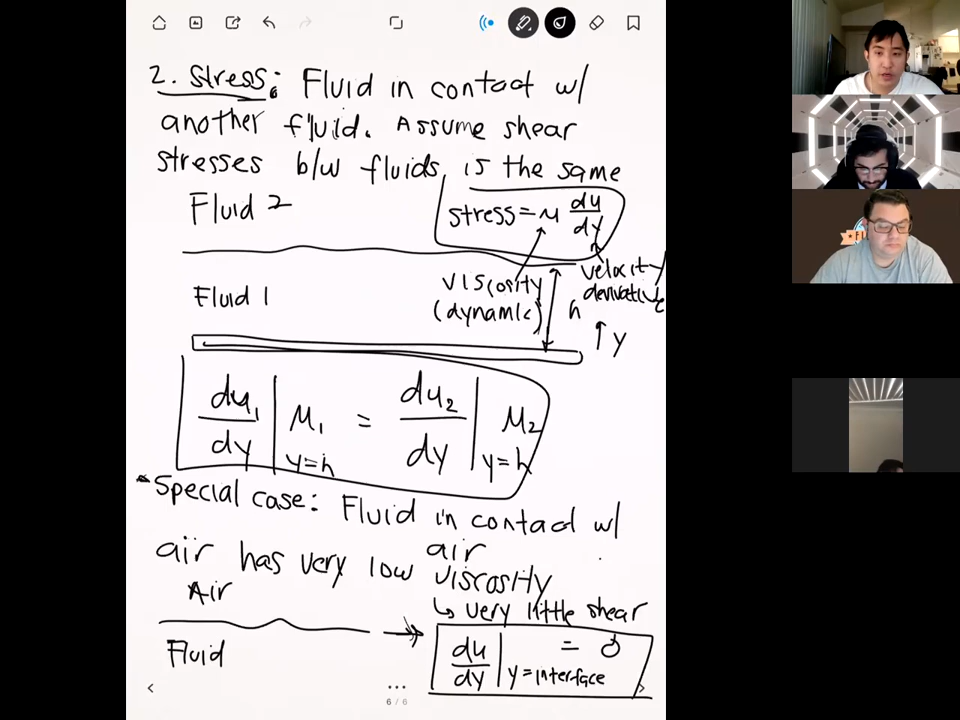 2. Stress: Fluid in contact w/
another fluid. Assume shear
stresses b/w fluids is the same
Fluid 2
stress = μ du/dy
Fluid 1
viscosity
(dynamic)
velocity
derivative
h
↑ y
du₁/dy | y=h μ₁ = du₂/dy | y=h μ₂
Special case: Fluid in contact w/
air
air has very low viscosity
Air
↳ very little shear
Fluid
du/dy | y=interface = 0
6 / 6